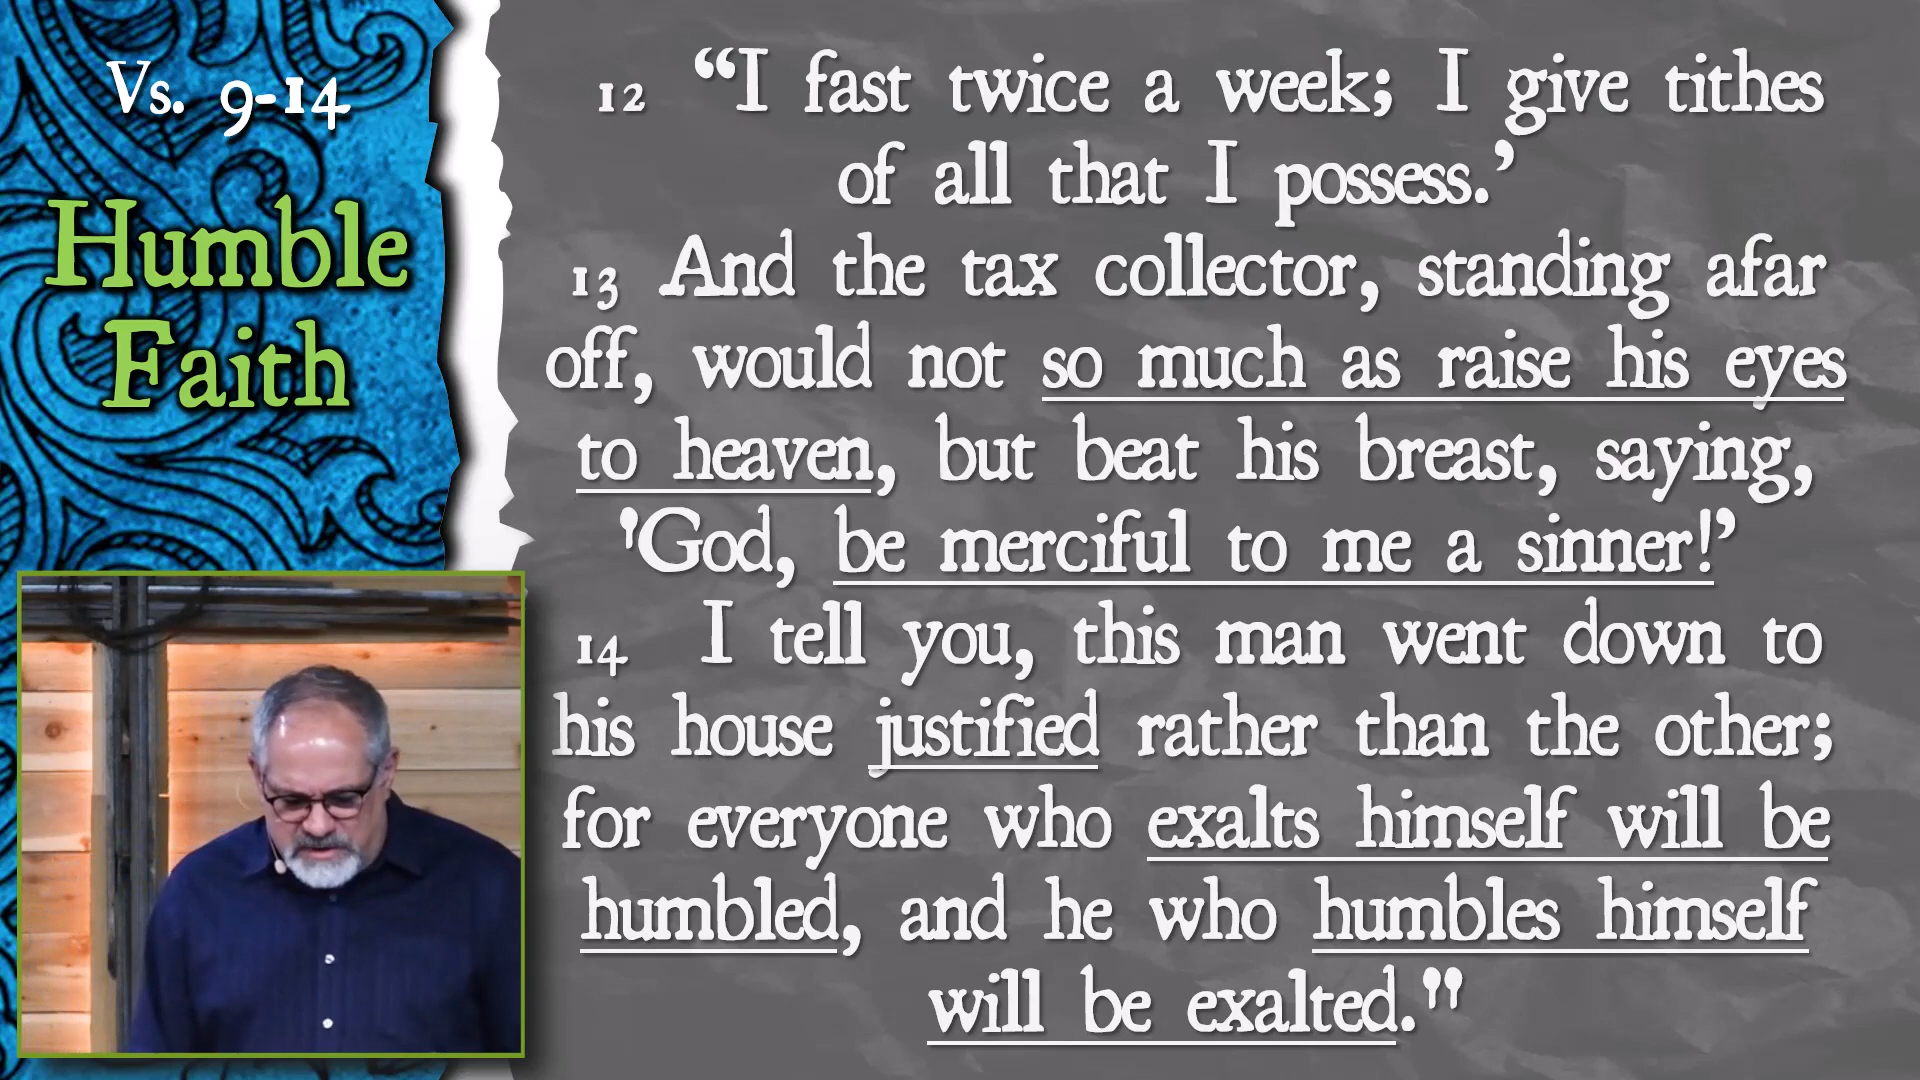 Vs. 9-14
Humble
Faith
12 “I fast twice a week; I give tithes
of all that I possess.’
13 And the tax collector, standing afar
off, would not so much as raise his eyes
to heaven, but beat his breast, saying,
'God, be merciful to me a sinner!’
14 I tell you, this man went down to
his house justified rather than the other;
for everyone who exalts himself will be
humbled, and he who humbles himself
will be exalted."